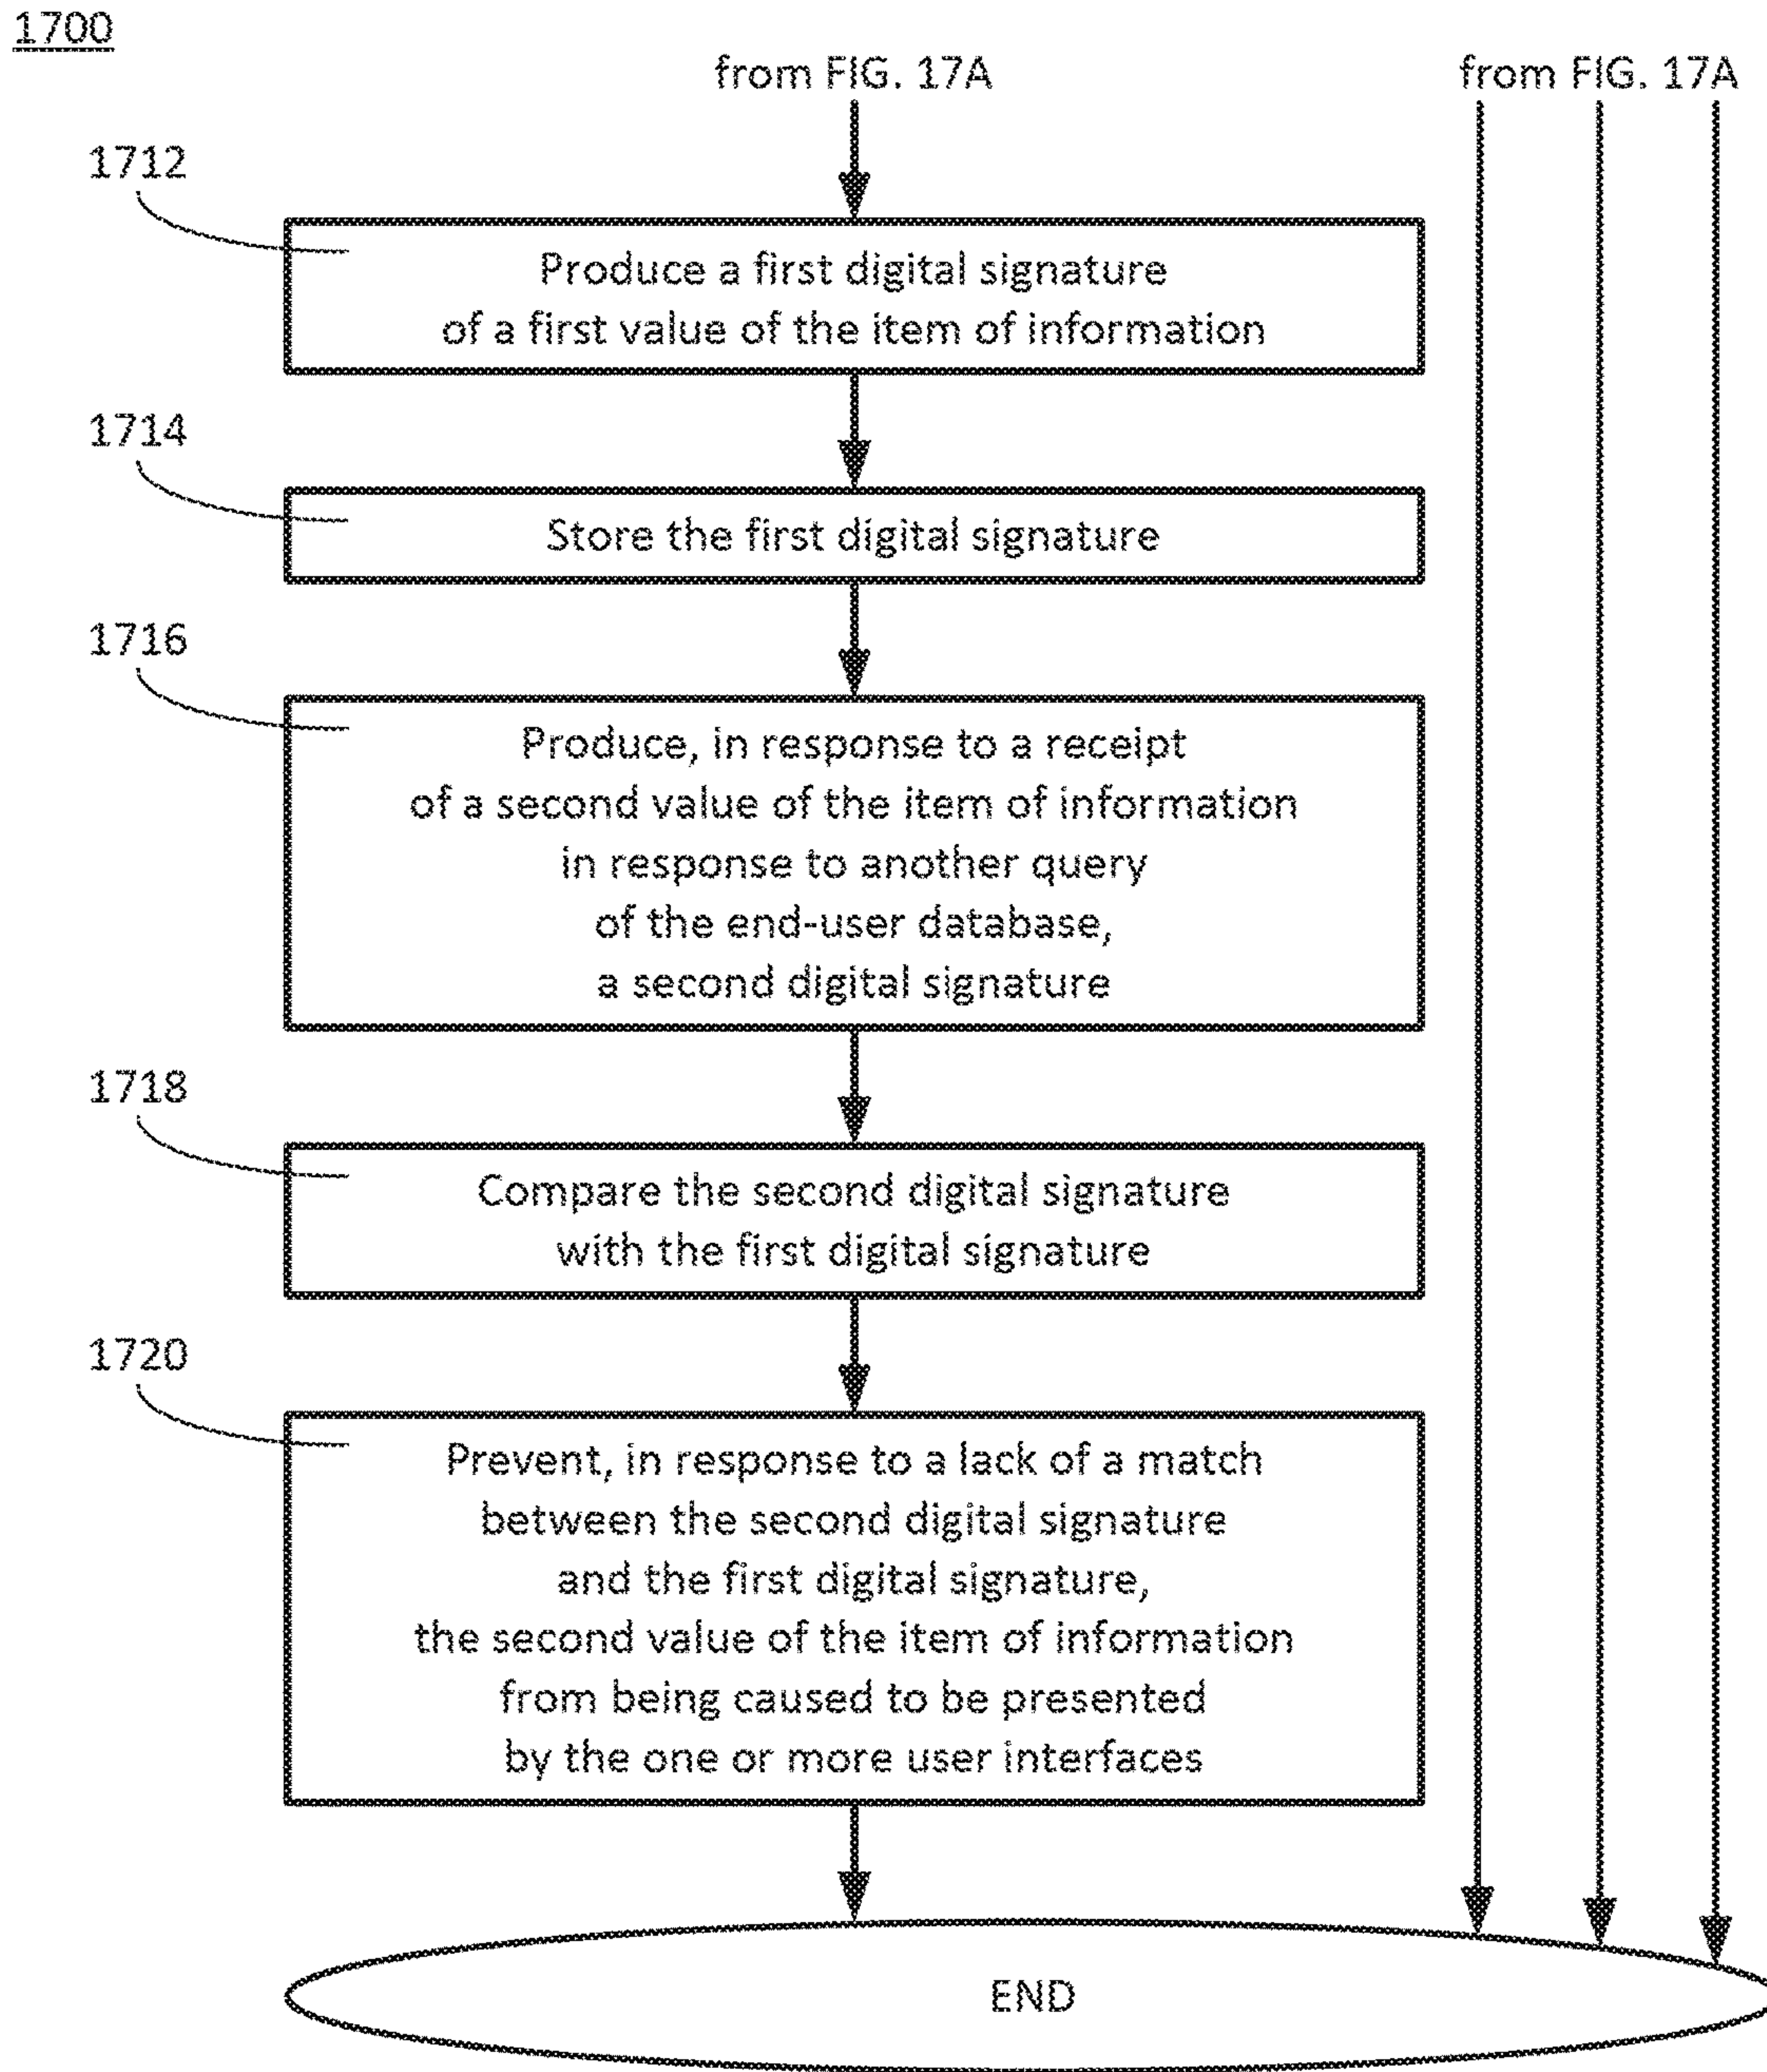 1700
from FIG. 17A
from FIG. 17A
1712
Produce a first digital signature
of a first value of the item of information
1714
Store the first digital signature
1716
Produce, in response to a receipt
of a second value of the item of information
in response to another query
of the end-user database,
a second digital signature
1718
Compare the second digital signature
with the first digital signature
1720
Prevent, in response to a lack of a match
between the second digital signature
and the first digital signature,
the second value of the item of information
from being caused to be presented
by the one or more user interfaces
END